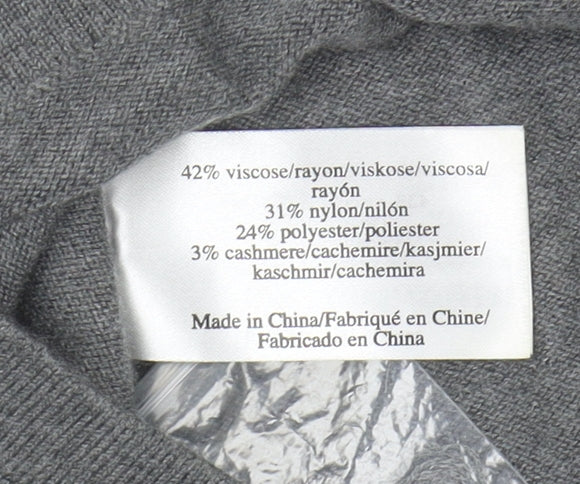 42% viscose/rayon/viskose/viscosa/
rayón
31% nylon/nilón
24% polyester/poliester
3% cashmere/cachemire/kasjmier/
kaschmir/cachemira
Made in China/Fabriqué en Chine/
Fabricado en China